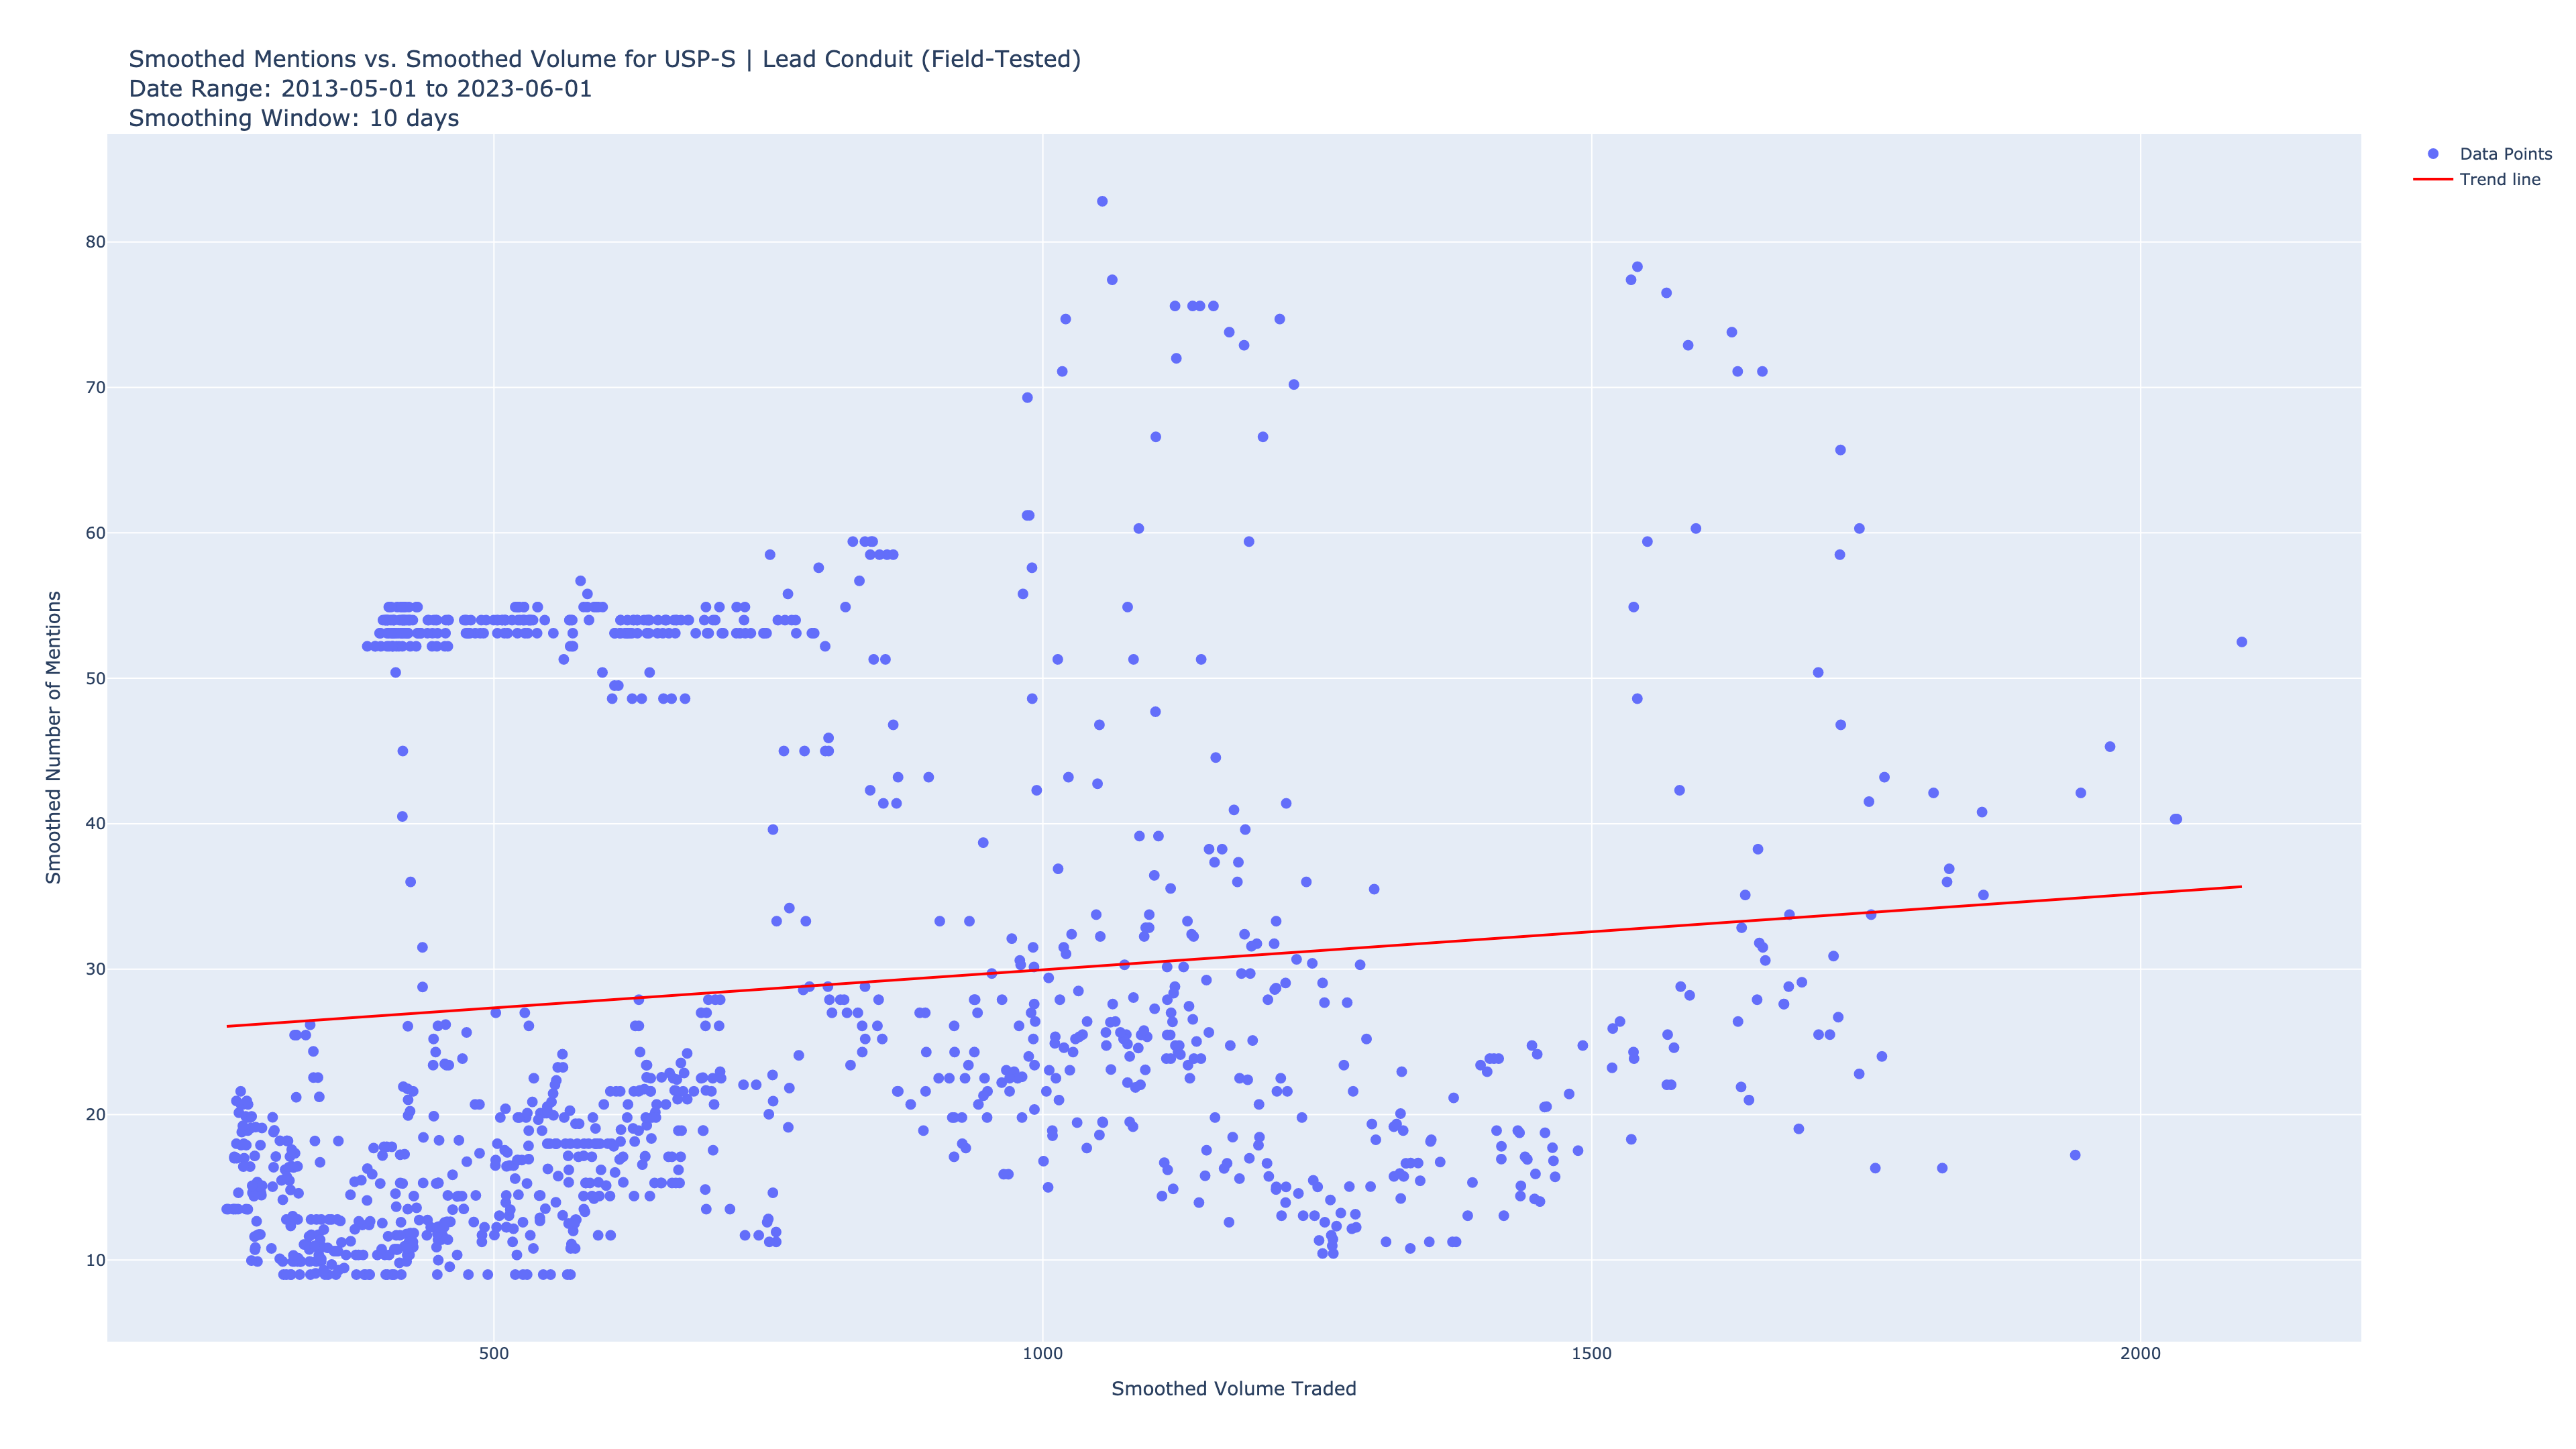 Smoothed Mentions vs. Smoothed Volume for USP-S | Lead Conduit (Field-Tested)
Date Range: 2013-05-01 to 2023-06-01
Smoothing Window: 10 days
Data Points
Trend line
80
70
60
50
40
30
20
10
Smoothed Number of Mentions
500
1000
1500
2000
Smoothed Volume Traded